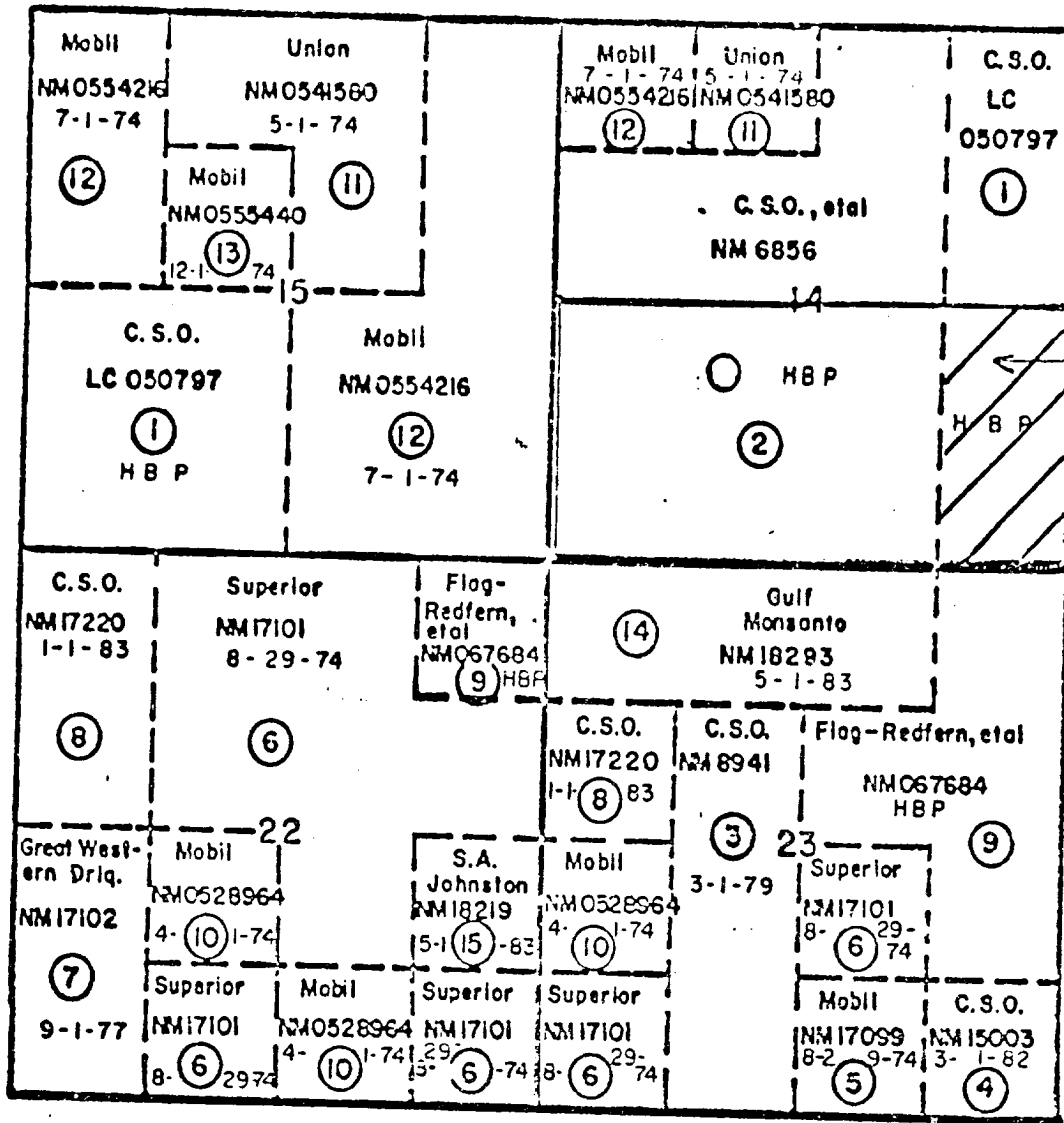 Mobil
NM0554216
7-1-74
12
Union
NM0541580
5-1-74
11
Mobil
NM0555440
13
12-1-74
15
C.S.O.
LC 050797
1
H B P
Mobil
NM0554216
12
7-1-74
Mobil
7-1-74
NM0554216
12
Union
5-1-74
NM0541580
11
C.S.O., etal
NM 6856
14
C.S.O.
LC
050797
1
HBP
2
H B P
C.S.O.
NM17220
1-1-83
8
Superior
NM17101
8-29-74
6
Flag-
Redfern,
etal
NM067684
9 HBP
22
Great West-
ern Drlg.
NM17102
7
9-1-77
Mobil
NM0528964
4-1-74
10
Superior
NM17101
8-29-74
6
Mobil
NM0528964
4-1-74
10
S.A.
Johnston
NM18219
5-1-83
15
Superior
NM17101
29-
-74
6
14
Gulf
Monsanto
NM18293
5-1-83
C.S.O.
NM17220
1-1-83
8
C.S.O.
NM8941
3
3-1-79
23
Flag-Redfern, etal
NM067684
HBP
9
Mobil
NM0528964
4-1-74
10
Superior
NM17101
8-29-74
6
Superior
NM17101
8-29-74
6
Mobil
NM17099
8-29-74
5
C.S.O.
NM15003
3-1-82
4